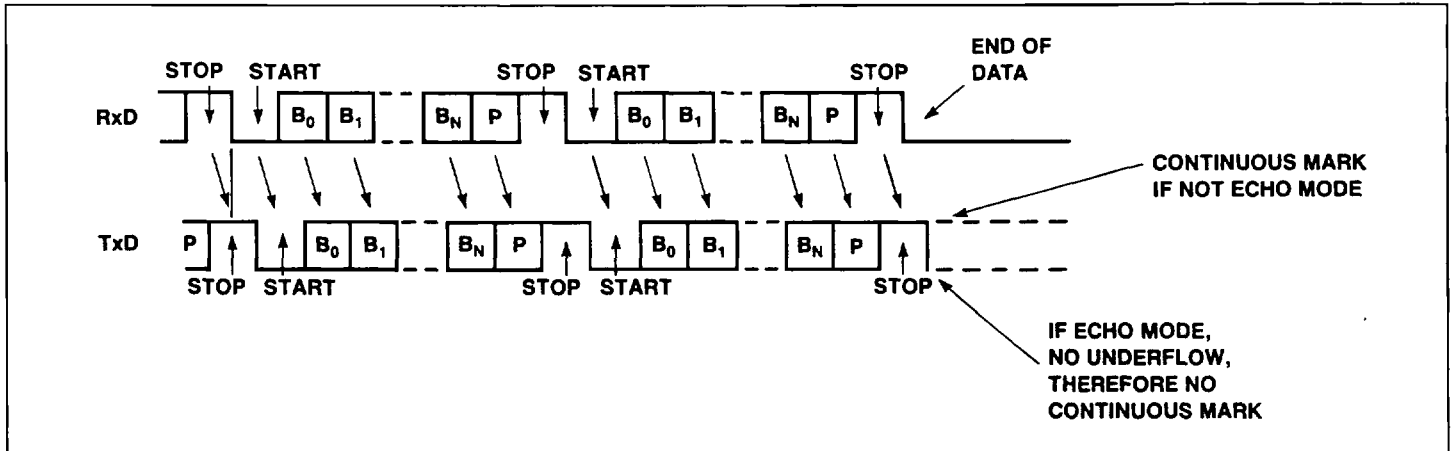 STOP START STOP START STOP END OF
DATA
RxD B0 B1 BN P B0 B1 BN P
CONTINUOUS MARK
IF NOT ECHO MODE
TxD P B0 B1 BN P B0 B1 BN P
STOP START STOP START STOP
IF ECHO MODE,
NO UNDERFLOW,
THEREFORE NO
CONTINUOUS MARK